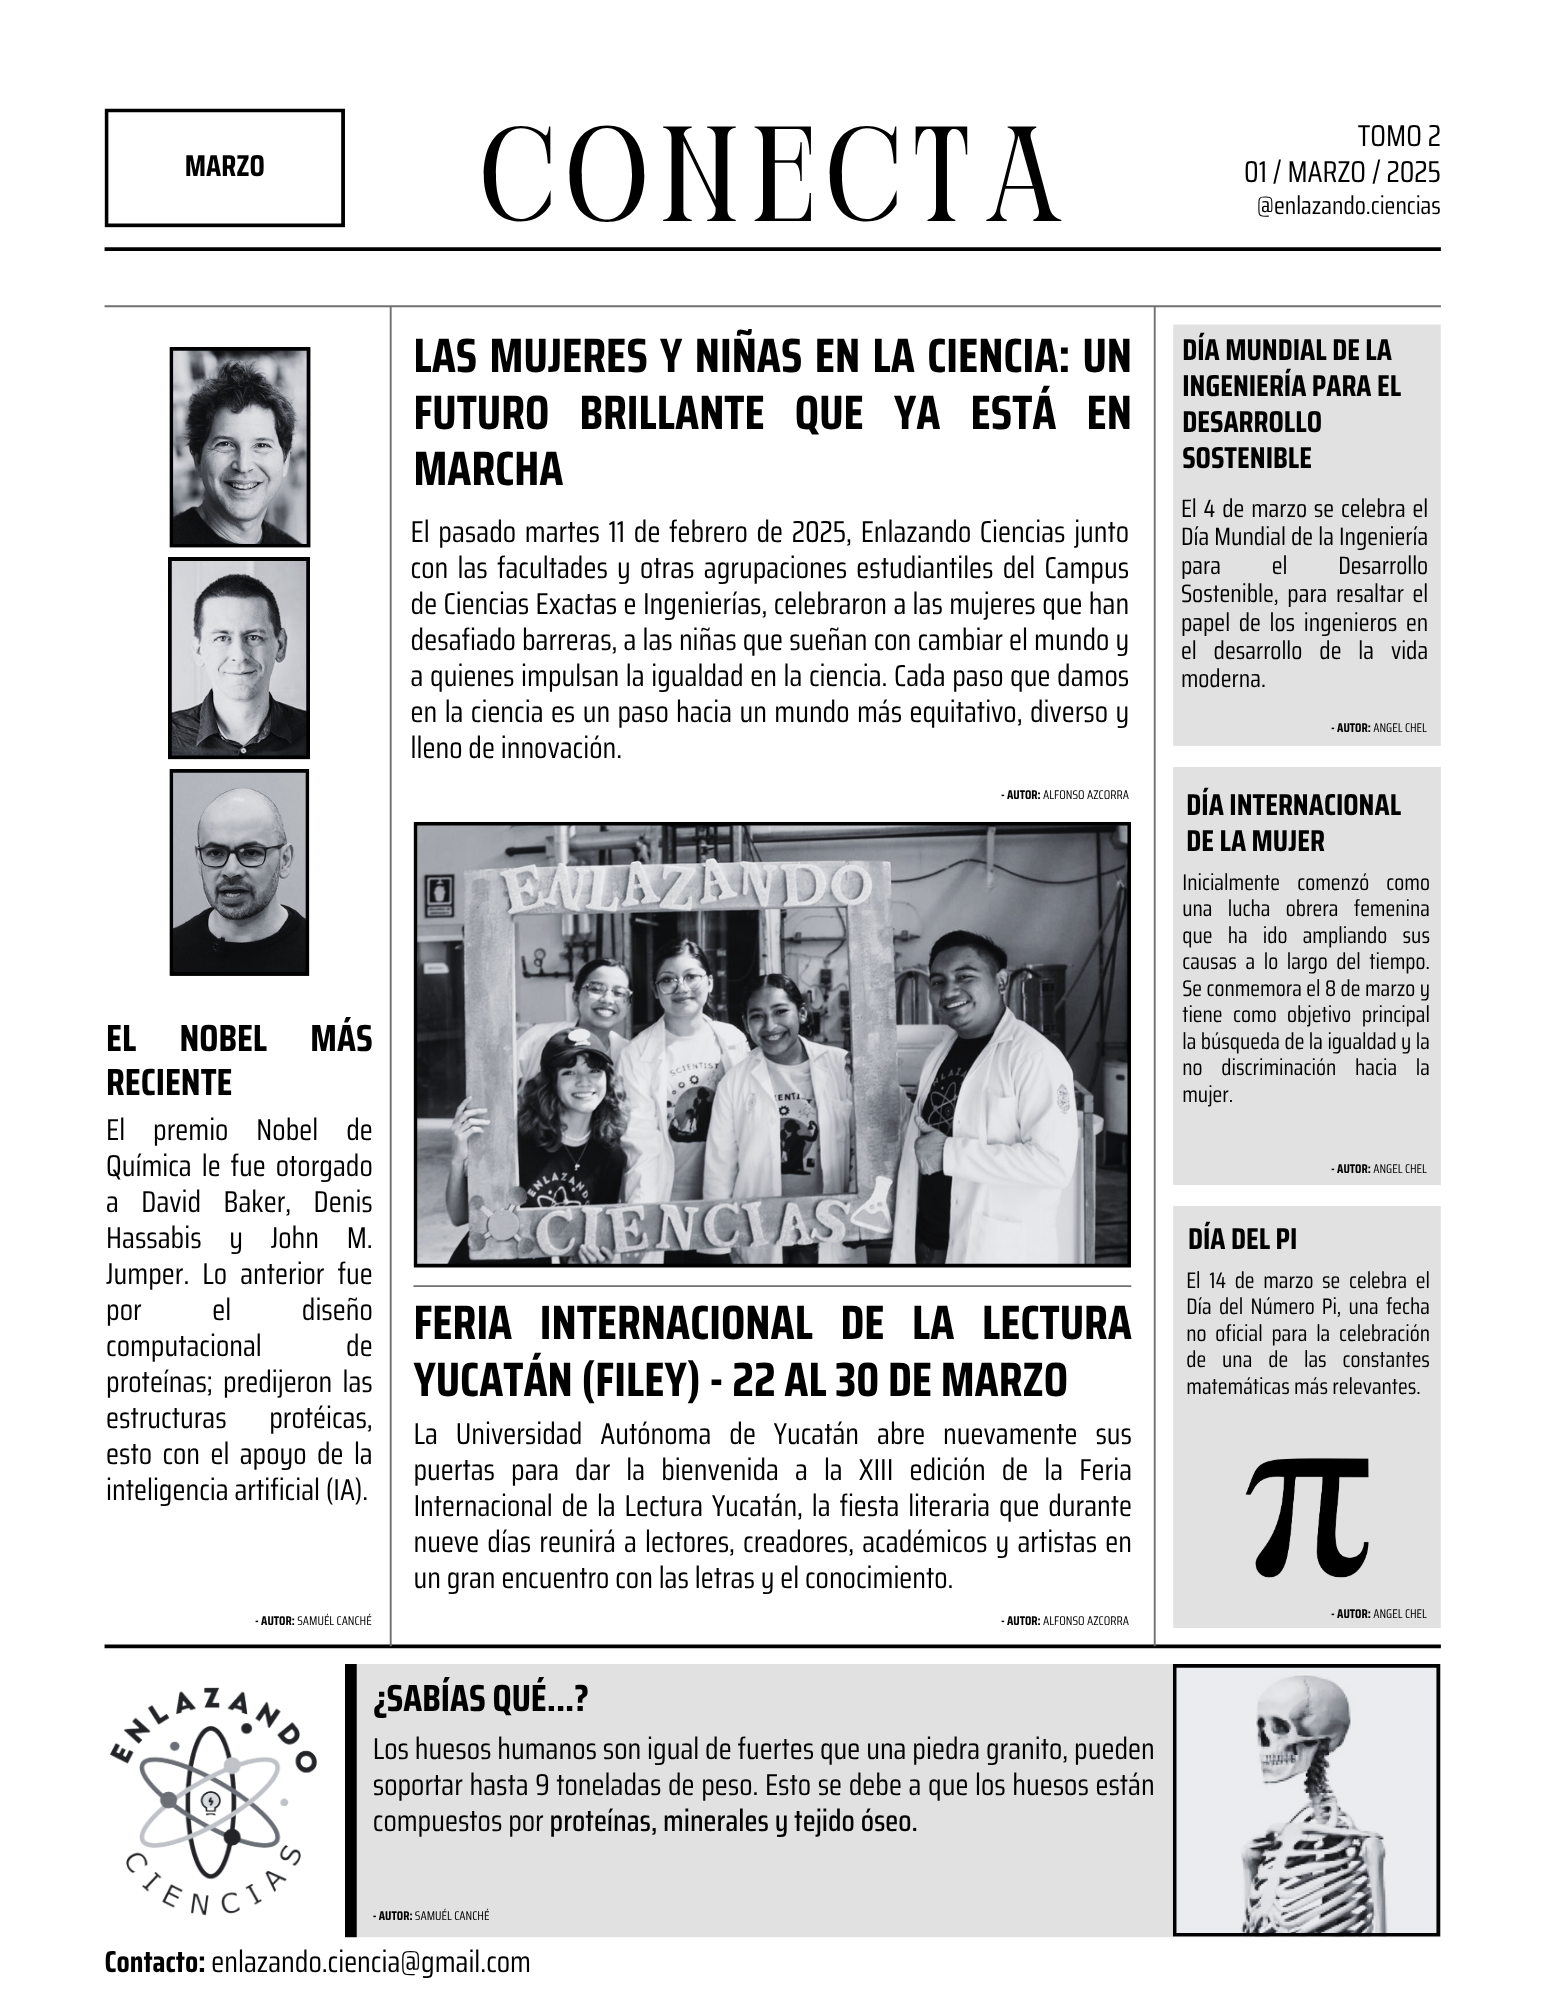 MARZO
CONECTA
TOMO 2
01 / MARZO / 2025
@enlazando.ciencias
EL NOBEL MÁS
RECIENTE
El premio Nobel de
Química le fue otorgado
a David Baker, Denis
Hassabis y John M.
Jumper. Lo anterior fue
por el diseño
computacional de
proteínas; predijeron las
estructuras protéicas,
esto con el apoyo de la
inteligencia artificial (IA).
- AUTOR: SAMUÉL CANCHÉ
LAS MUJERES Y NIÑAS EN LA CIENCIA: UN
FUTURO BRILLANTE QUE YA ESTÁ EN
MARCHA
El pasado martes 11 de febrero de 2025, Enlazando Ciencias junto
con las facultades y otras agrupaciones estudiantiles del Campus
de Ciencias Exactas e Ingenierías, celebraron a las mujeres que han
desafiado barreras, a las niñas que sueñan con cambiar el mundo y
a quienes impulsan la igualdad en la ciencia. Cada paso que damos
en la ciencia es un paso hacia un mundo más equitativo, diverso y
lleno de innovación.
- AUTOR: ALFONSO AZCORRA
ENLAZANDO
SCIENTIST
ENLAZANDO
CIENCIAS
FERIA INTERNACIONAL DE LA LECTURA
YUCATÁN (FILEY) - 22 AL 30 DE MARZO
La Universidad Autónoma de Yucatán abre nuevamente sus
puertas para dar la bienvenida a la XIII edición de la Feria
Internacional de la Lectura Yucatán, la fiesta literaria que durante
nueve días reunirá a lectores, creadores, académicos y artistas en
un gran encuentro con las letras y el conocimiento.
- AUTOR: ALFONSO AZCORRA
DÍA MUNDIAL DE LA
INGENIERÍA PARA EL
DESARROLLO
SOSTENIBLE
El 4 de marzo se celebra el
Día Mundial de la Ingeniería
para el Desarrollo
Sostenible, para resaltar el
papel de los ingenieros en
el desarrollo de la vida
moderna.
- AUTOR: ANGEL CHEL
DÍA INTERNACIONAL
DE LA MUJER
Inicialmente comenzó como
una lucha obrera femenina
que ha ido ampliando sus
causas a lo largo del tiempo.
Se conmemora el 8 de marzo y
tiene como objetivo principal
la búsqueda de la igualdad y la
no discriminación hacia la
mujer.
- AUTOR: ANGEL CHEL
DÍA DEL PI
El 14 de marzo se celebra el
Día del Número Pi, una fecha
no oficial para la celebración
de una de las constantes
matemáticas más relevantes.
π
- AUTOR: ANGEL CHEL
ENLAZANDO
CIENCIAS
¿SABÍAS QUÉ...?
Los huesos humanos son igual de fuertes que una piedra granito, pueden
soportar hasta 9 toneladas de peso. Esto se debe a que los huesos están
compuestos por proteínas, minerales y tejido óseo.
- AUTOR: SAMUÉL CANCHÉ
Contacto: enlazando.ciencia@gmail.com